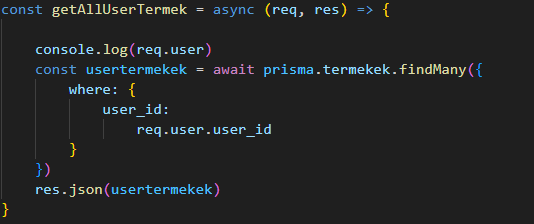 const getAllUserTermek = async (req, res) => {
console.log(req.user)
const usertermekek = await prisma.termekek.findMany({
where: {
user_id:
req.user.user_id
}
})
res.json(usertermekek)
}